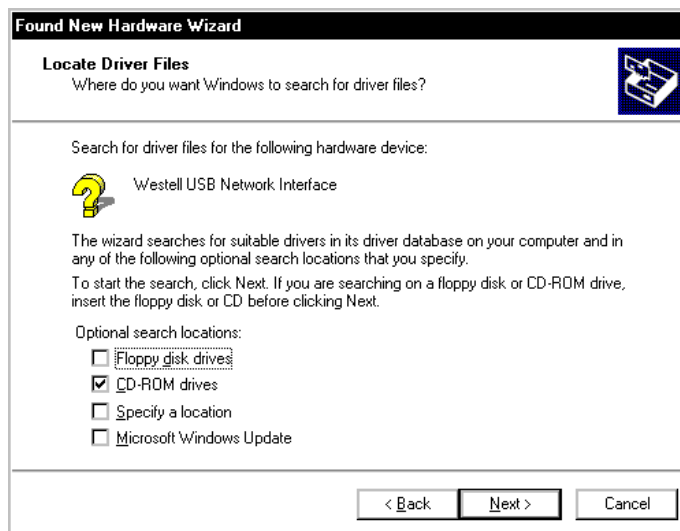 Found New Hardware Wizard
Locate Driver Files
Where do you want Windows to search for driver files?
Search for driver files for the following hardware device:
Westell USB Network Interface
The wizard searches for suitable drivers in its driver database on your computer and in
any of the following optional search locations that you specify.
To start the search, click Next. If you are searching on a floppy disk or CD-ROM drive,
insert the floppy disk or CD before clicking Next.
Optional search locations:
Floppy disk drives
CD-ROM drives
Specify a location
Microsoft Windows Update
< Back Next > Cancel